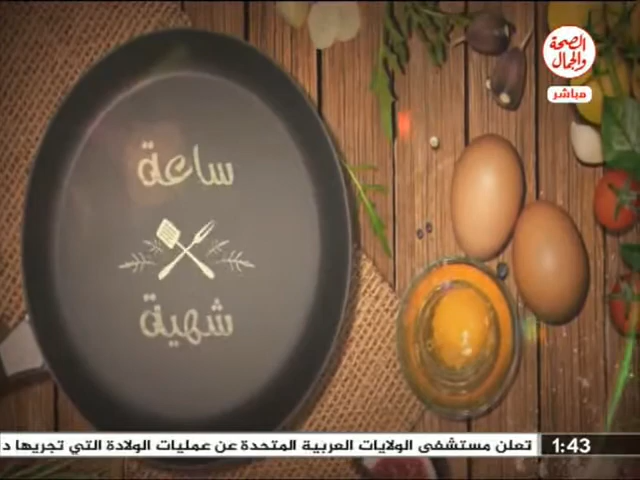 الصحة
والجمال
مباشر
ساعة
شهية
1:43
تعلن مستشفى الولايات العربية المتحدة عن عمليات الولادة التي تجريها د